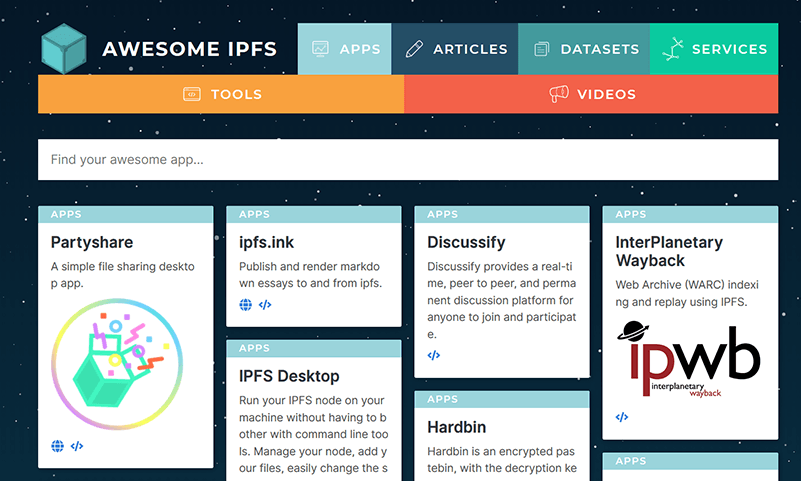 AWESOME IPFS
APPS
ARTICLES
DATASETS
SERVICES
TOOLS
VIDEOS
Find your awesome app...
APPS
Partyshare
A simple file sharing deskto
p app.
APPS
ipfs.ink
Publish and render markdo
wn essays to and from ipfs.
APPS
IPFS Desktop
Run your IPFS node on your
machine without having to b
other with command line too
ls. Manage your node, add y
our files, easily change the s
APPS
Discussify
Discussify provides a real-ti
me, peer to peer, and perma
nent discussion platform for
anyone to join and participat
e.
APPS
Hardbin
Hardbin is an encrypted pas
tebin, with the decryption ke
APPS
InterPlanetary
Wayback
Web Archive (WARC) indexi
ng and replay using IPFS.
ipwb
interplanetary
wayback
APPS